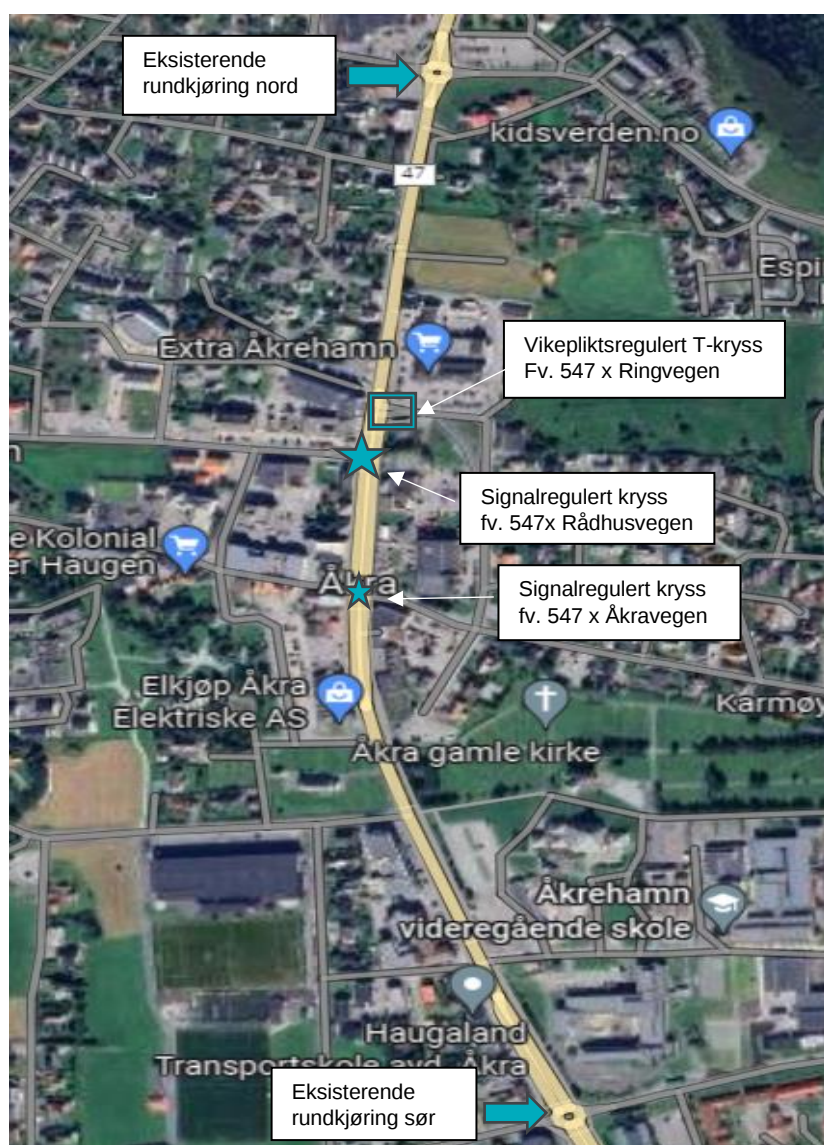 Eksisterende
rundkjøring nord
kidsverden.no
47
Espi
Extra Åkrehamn
Vikepliktsregulert T-kryss
Fv. 547 x Ringvegen
Signalregulert kryss
fv. 547x Rådhusvegen
e Kolonial
er Haugen
Åkra
Signalregulert kryss
fv. 547 x Åkravegen
Elkjøp Åkra
Elektriske AS
Karmøy
Åkra gamle kirke
Åkrehamn
videregående skole
Haugaland
Transportskole avd. Åkra
Eksisterende
rundkjøring sør